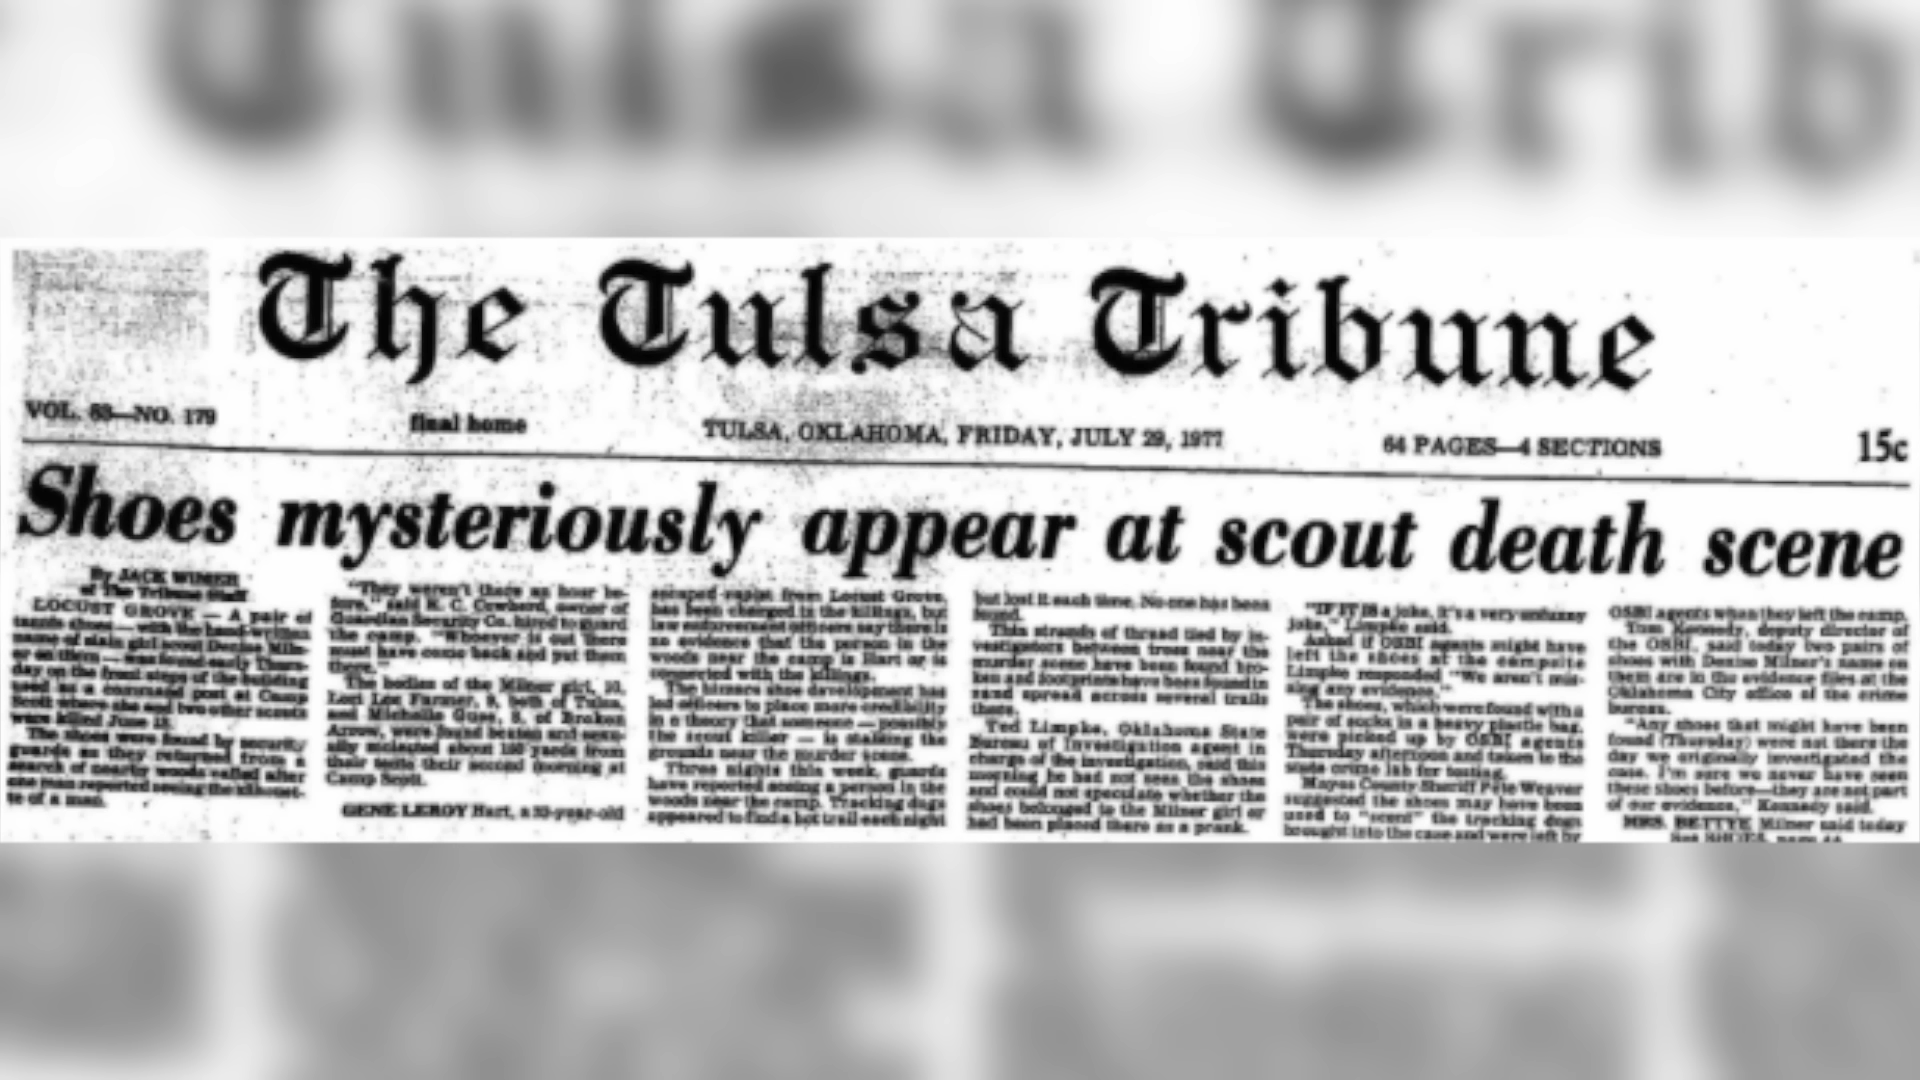 The Tulsa Tribune
VOL. 83—NO. 179
final home
TULSA, OKLAHOMA, FRIDAY, JULY 29, 1977
64 PAGES—4 SECTIONS
15c
Shoes mysteriously appear at scout death scene
By JACK WIMER
of The Tribune Staff
LOCUST GROVE — A pair of
tennis shoes — with the hand-written
name of slain girl scout Denise Miln-
er on them — was found early Thurs-
day on the front steps of the building
used as a command post at Camp
Scott where she and two other scouts
were killed June 13.
The shoes were found by security
guards as they returned from a
search of nearby woods called after
one man reported seeing the silhouet-
te of a man.
"They weren't there an hour be-
fore," said H. C. Cowherd, owner of
Guardian Security Co. hired to guard
the camp. "Whoever is out there
must have come back and put them
there."
The bodies of the Milner girl, 10,
Lori Lee Farmer, 8, both of Tulsa,
and Michelle Guse, 9, of Broken
Arrow, were found beaten and sexu-
ally molested about 150 yards from
their tents their second morning at
Camp Scott.
GENE LEROY Hart, a 33-year-old
escaped rapist from Locust Grove,
has been charged in the killings, but
law enforcement officers say there is
no evidence that the person in the
woods near the camp is Hart or is
connected with the killings.
The bizarre shoe development has
led officers to place more credibility
in a theory that someone — possibly
the scout killer — is stalking the
grounds near the murder scene.
Three nights this week, guards
have reported seeing a person in the
woods near the camp. Tracking dogs
appeared to find a hot trail each night
but lost it each time. No one has been
found.
Thin strands of thread tied by in-
vestigators between trees near the
murder scene have been found bro-
ken and footprints have been found in
sand spread across several trails
there.
Ted Limpke, Oklahoma State
Bureau of Investigation agent in
charge of the investigation, said this
morning he had not seen the shoes
and could not speculate whether the
shoes belonged to the Milner girl or
had been placed there as a prank.
"IF IT IS a joke, it's a very unfunny
joke," Limpke said.
Asked if OSBI agents might have
left the shoes at the campsite
Limpke responded "We aren't mis-
sing any evidence."
The shoes, which were found with a
pair of socks in a heavy plastic bag,
were picked up by OSBI agents
Thursday afternoon and taken to the
state crime lab for testing.
Mayes County Sheriff Pete Weaver
suggested the shoes may have been
used to "scent" the tracking dogs
brought into the case and were left by
OSBI agents when they left the camp.
Tom Kennedy, deputy director of
the OSBI, said today two pairs of
shoes with Denise Milner's name on
them are in the evidence files at the
Oklahoma City office of the crime
bureau.
"Any shoes that might have been
found (Thursday) were not there the
day we originally investigated the
case. I'm sure we never have seen
these shoes before—they are not part
of our evidence," Kennedy said.
MRS. BETTYE Milner said today
See SHOES, page